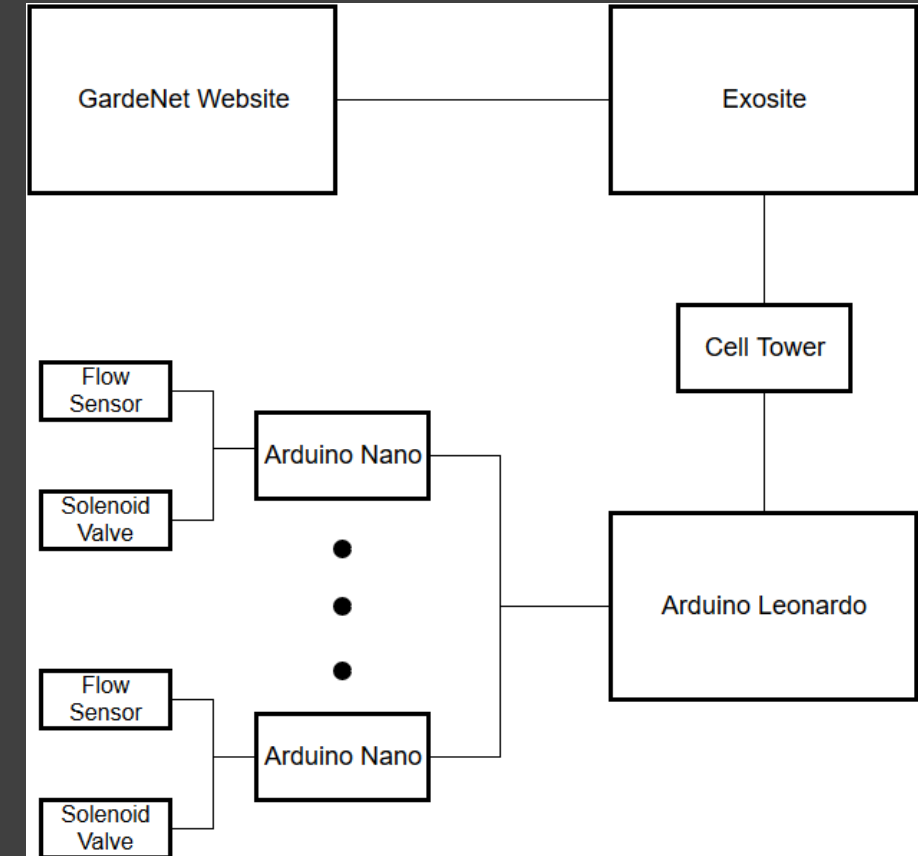 GardeNet Website
Exosite
Cell Tower
Flow
Sensor
Arduino Nano
Solenoid
Valve
Arduino Leonardo
Flow
Sensor
Arduino Nano
Solenoid
Valve